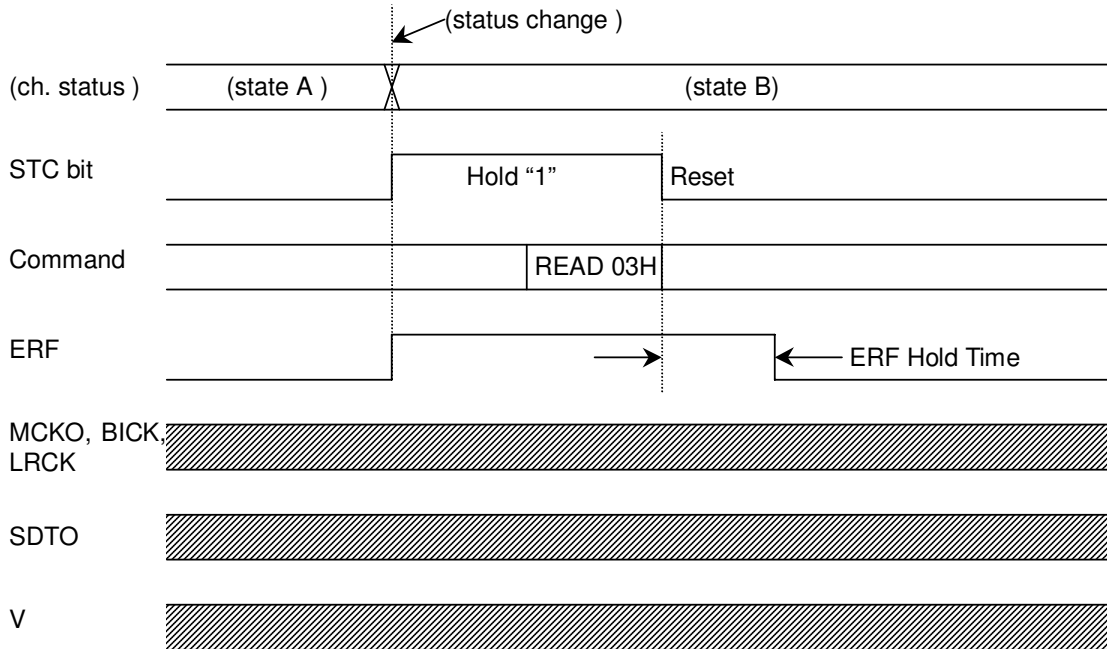 (status change )
(ch. status )
(state A )
(state B)
STC bit
Hold “1”
Reset
Command
READ 03H
ERF
ERF Hold Time
MCKO, BICK,
LRCK
SDTO
V